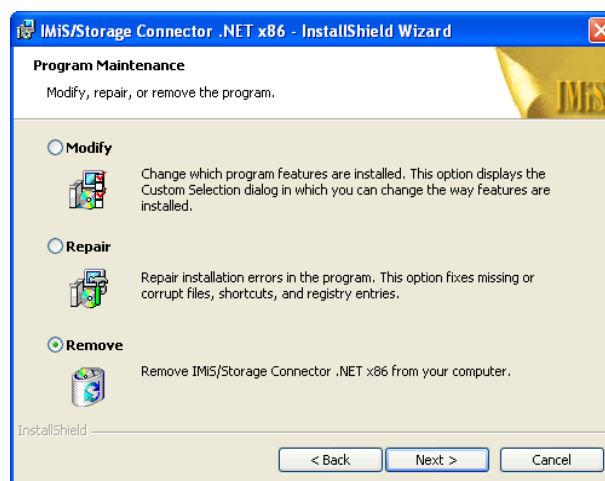 IMiS/Storage Connector .NET x86 - InstallShield Wizard
Program Maintenance
Modify, repair, or remove the program.
IMiS
Modify
Change which program features are installed. This option displays the
Custom Selection dialog in which you can change the way features are
installed.
Repair
Repair installation errors in the program. This option fixes missing or
corrupt files, shortcuts, and registry entries.
Remove
Remove IMiS/Storage Connector .NET x86 from your computer.
InstallShield
< Back
Next >
Cancel